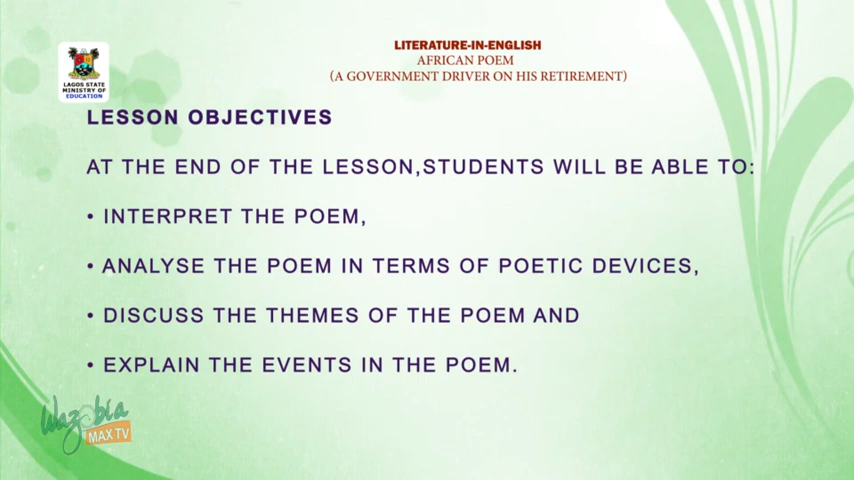 LITERATURE-IN-ENGLISH
AFRICAN POEM
(A GOVERNMENT DRIVER ON HIS RETIREMENT)
LAGOS STATE
MINISTRY OF
EDUCATION
LESSON OBJECTIVES
AT THE END OF THE LESSON,STUDENTS WILL BE ABLE TO:
• INTERPRET THE POEM,
• ANALYSE THE POEM IN TERMS OF POETIC DEVICES,
• DISCUSS THE THEMES OF THE POEM AND
• EXPLAIN THE EVENTS IN THE POEM.
Wazobia
MAX TV